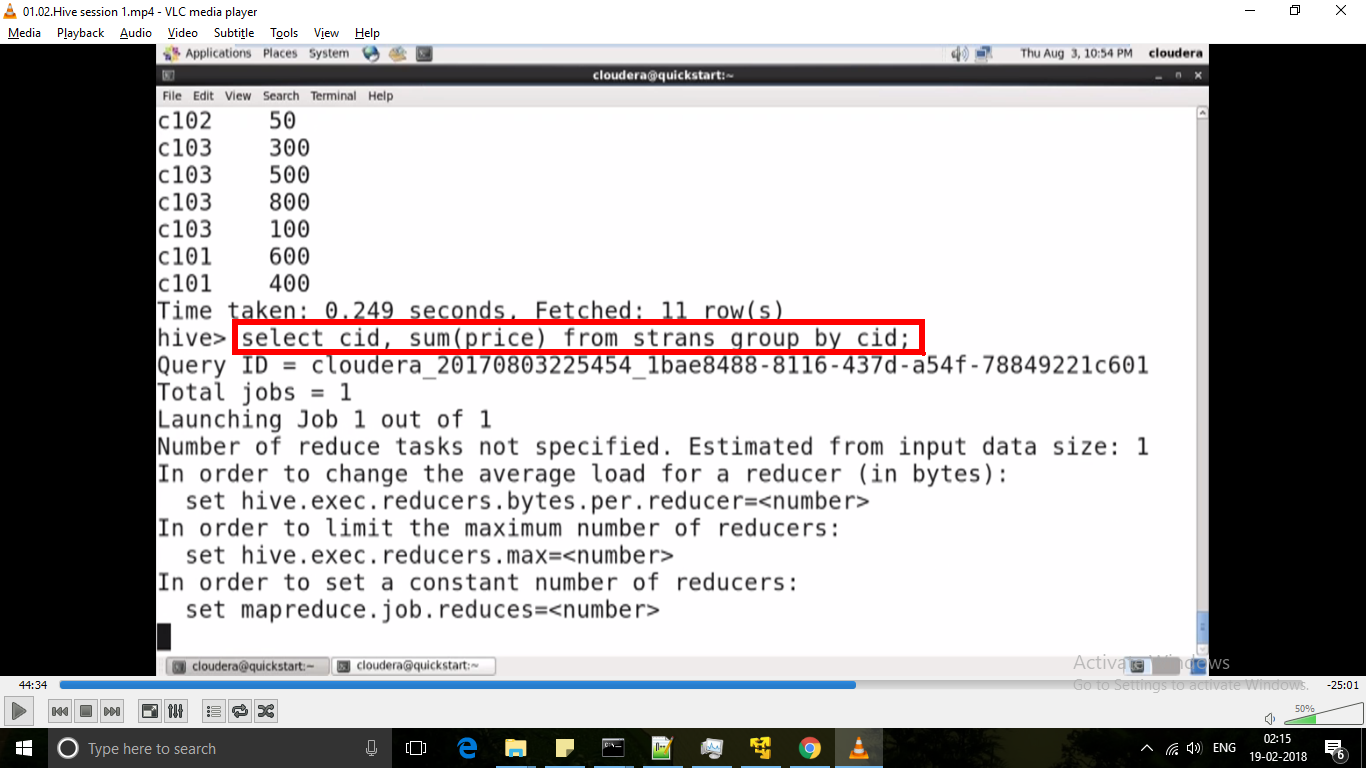 01.02.Hive session 1.mp4 - VLC media player
Media Playback Audio Video Subtitle Tools View Help
Applications Places System Thu Aug 3, 10:54 PM cloudera
cloudera@quickstart:~
File Edit View Search Terminal Help
c102 50
c103 300
c103 500
c103 800
c103 100
c101 600
c101 400
Time taken: 0.249 seconds, Fetched: 11 row(s)
hive> select cid, sum(price) from strans group by cid;
Query ID = cloudera_20170803225454_1bae8488-8116-437d-a54f-78849221c601
Total jobs = 1
Launching Job 1 out of 1
Number of reduce tasks not specified. Estimated from input data size: 1
In order to change the average load for a reducer (in bytes):
set hive.exec.reducers.bytes.per.reducer=<number>
In order to limit the maximum number of reducers:
set hive.exec.reducers.max=<number>
In order to set a constant number of reducers:
set mapreduce.job.reduces=<number>
cloudera@quickstart:~ cloudera@quickstart:~
Activate Windows
Go to Settings to activate Windows.
44:34 -25:01
50%
Type here to search ENG 02:15
19-02-2018 6